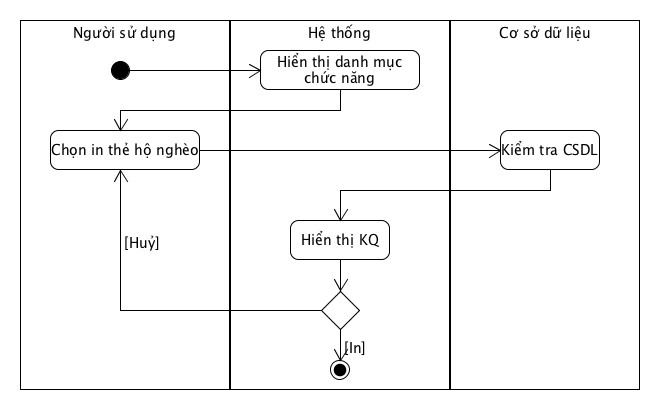 Người sử dụng
Hệ thống
Cơ sở dữ liệu
Hiển thị danh mục
chức năng
Chọn in thẻ hộ nghèo
Kiểm tra CSDL
Hiển thị KQ
[Huỷ]
[In]